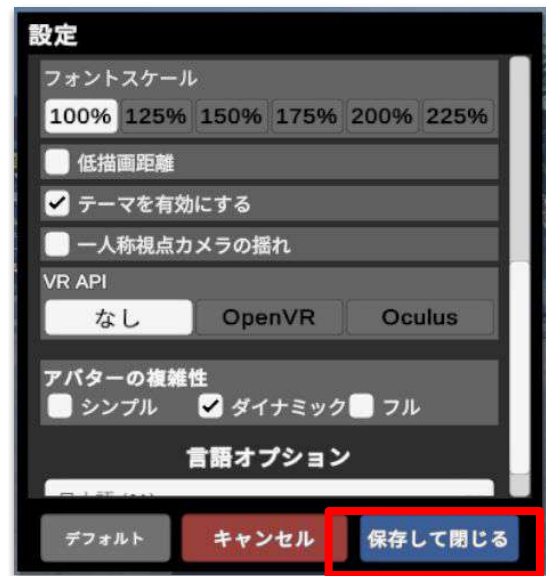 設定
フォントスケール
100% 125% 150% 175% 200% 225%
低描画距離
テーマを有効にする
一人称視点カメラの揺れ
VR API
なし OpenVR Oculus
アバターの複雑性
シンプル ダイナミック フル
言語オプション
デフォルト キャンセル 保存して閉じる